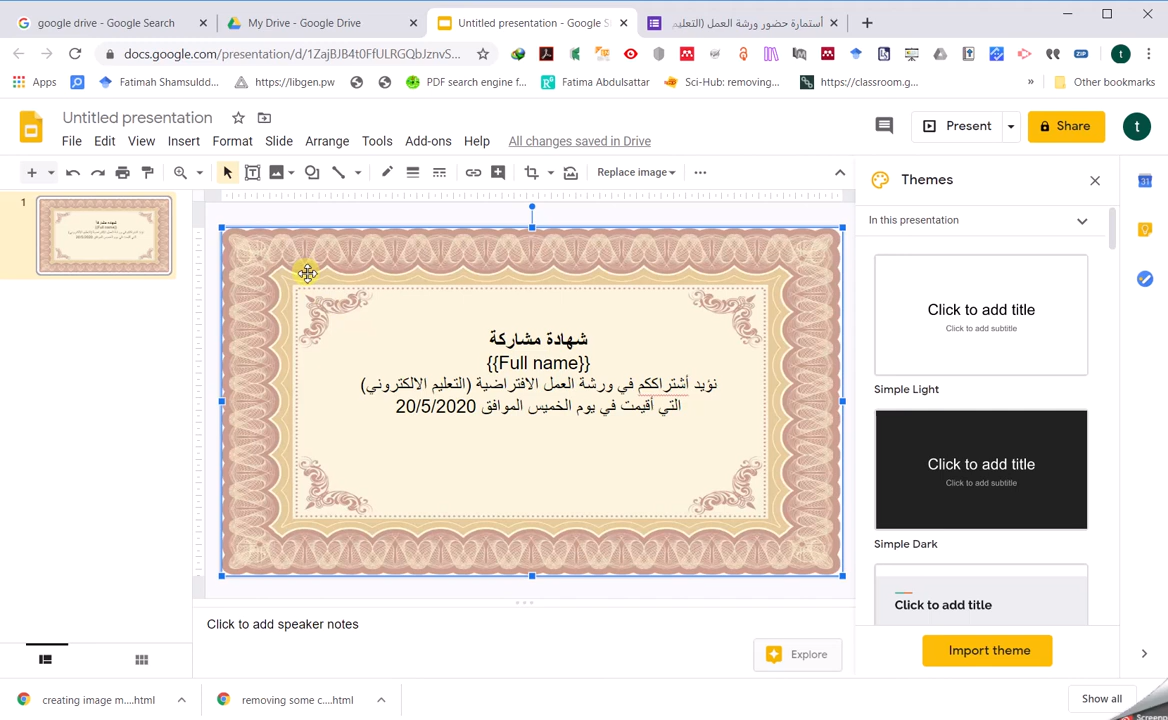 google drive - Google Search
My Drive - Google Drive
Untitled presentation - Google S
أستمارة حضور ورشة العمل (التعليم
docs.google.com/presentation/d/1ZajBJB4t0FfULRGQbJznvS...
Apps
Fatimah Shamsuldd...
https://libgen.pw/
PDF search engine f...
Fatima Abdulsattar
Sci-Hub: removing...
https://classroom.g...
»
Other bookmarks
Untitled presentation
File Edit View Insert Format Slide Arrange Tools Add-ons Help All changes saved in Drive
Present
Share
t
Replace image
Themes
In this presentation
1
شهادة مشاركة
{{Full name}}
نؤيد أشتراككم في ورشة العمل الافتراضية (التعليم الالكتروني)
التي أقيمت في يوم الخميس الموافق 20/5/2020
Click to add title
Click to add subtitle
Simple Light
Click to add title
Click to add subtitle
Simple Dark
Click to add title
Import theme
Click to add speaker notes
Explore
creating image m....html
removing some c....html
Show all